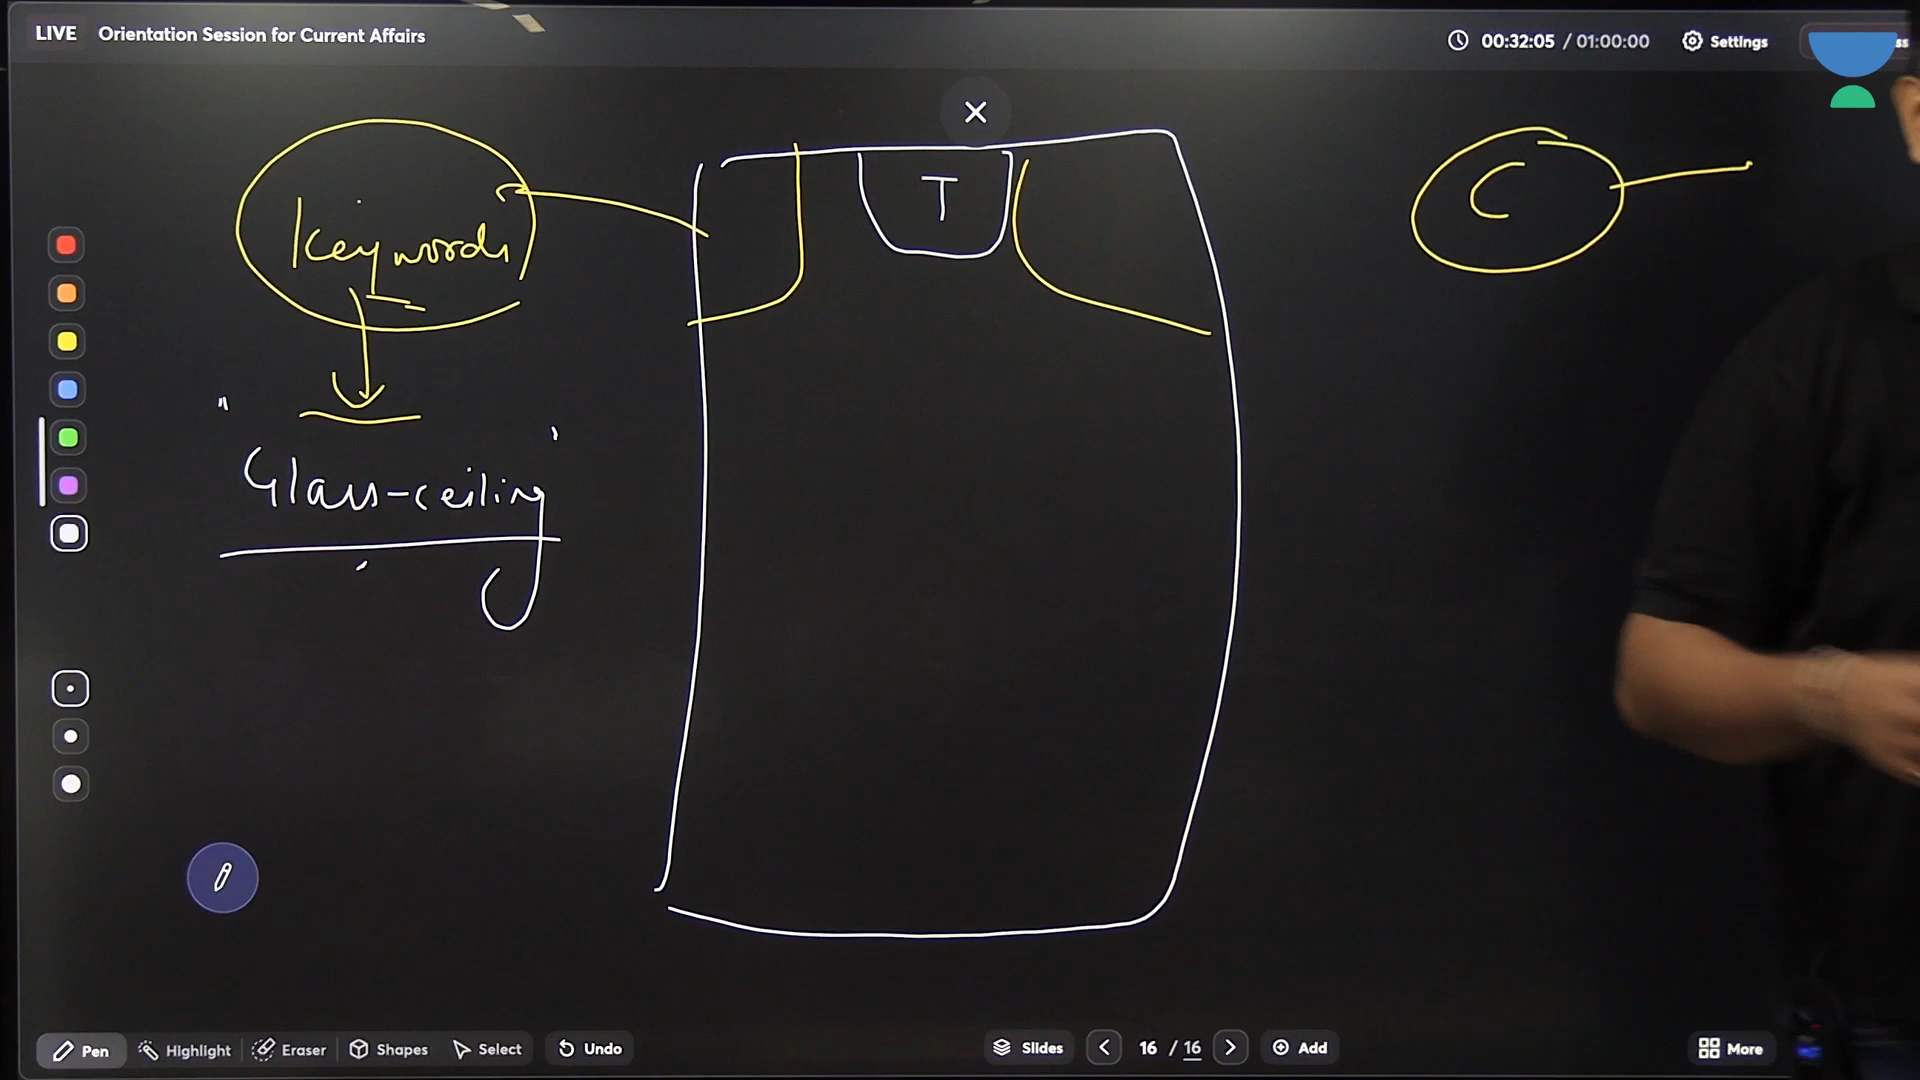 LIVE Orientation Session for Current Affairs
00:32:05 / 01:00:00 Settings
ss
Keywords
T
C
" Glass-ceiling '
Pen Highlight Eraser Shapes Select Undo
Slides 16 / 16 Add
More